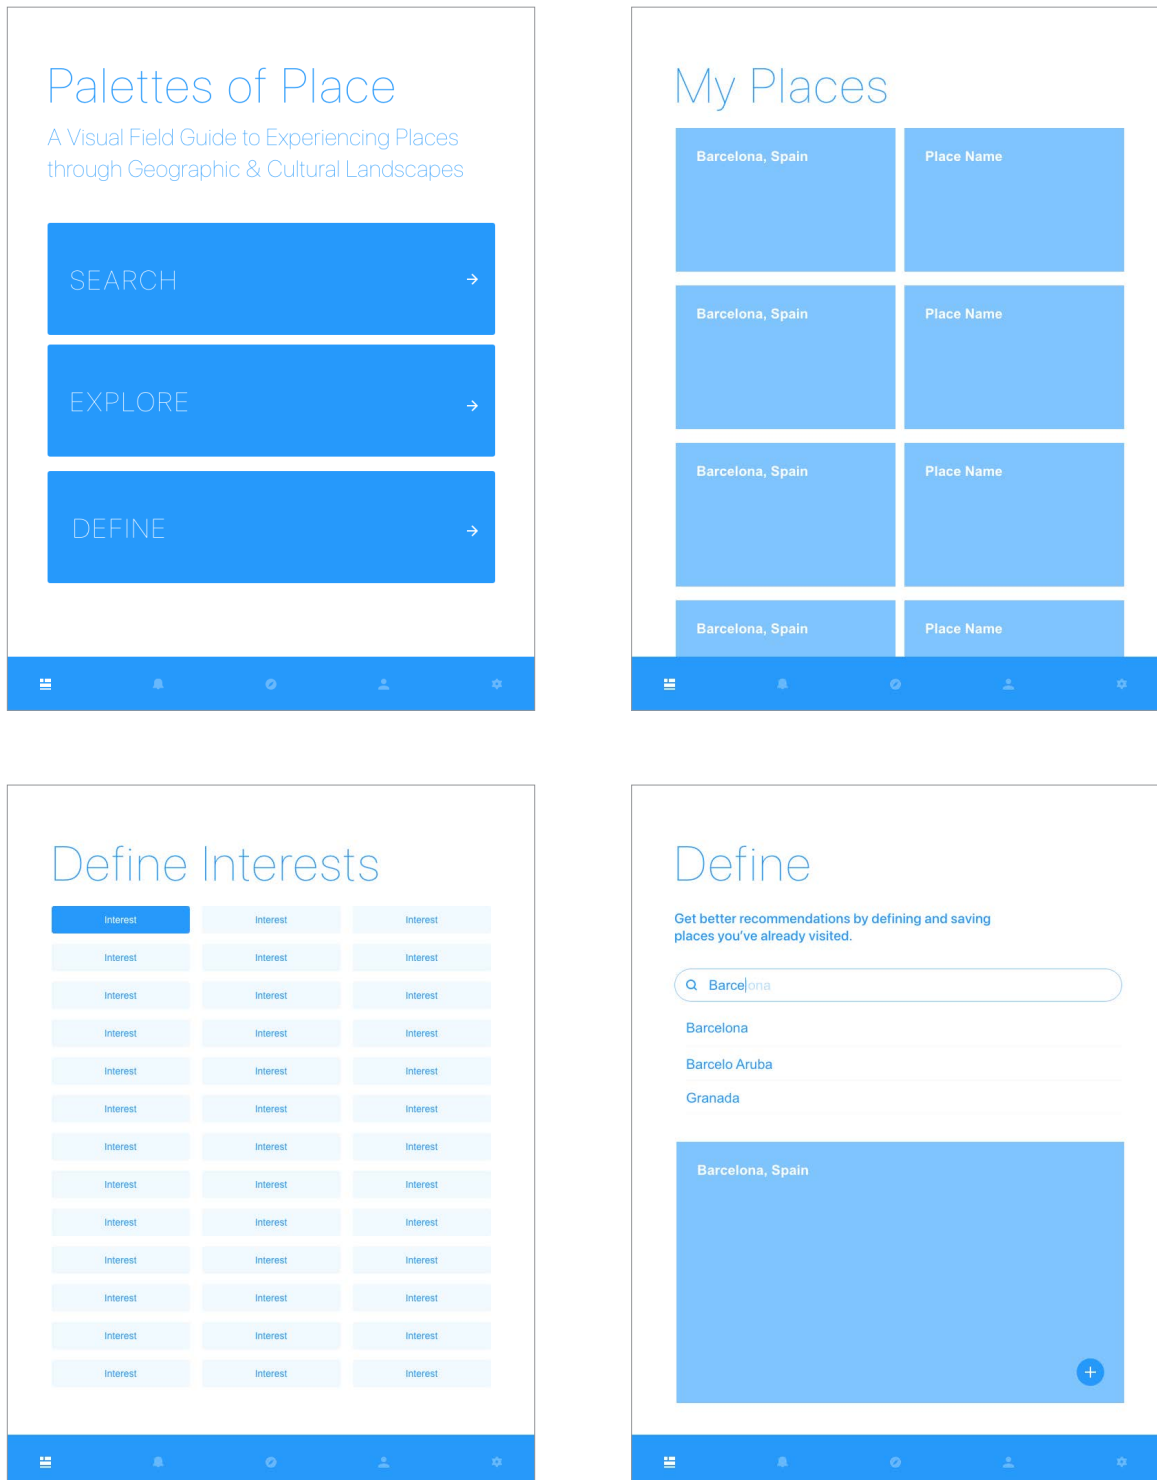 Palettes of Place
A Visual Field Guide to Experiencing Places
through Geographic & Cultural Landscapes
SEARCH
EXPLORE
DEFINE
My Places
Barcelona, Spain
Place Name
Barcelona, Spain
Place Name
Barcelona, Spain
Place Name
Barcelona, Spain
Place Name
Define Interests
Interest Interest Interest
Interest Interest Interest
Interest Interest Interest
Interest Interest Interest
Interest Interest Interest
Interest Interest Interest
Interest Interest Interest
Interest Interest Interest
Interest Interest Interest
Interest Interest Interest
Interest Interest Interest
Interest Interest Interest
Interest Interest Interest
Define
Get better recommendations by defining and saving
places you've already visited.
Barcelona
Barcelona
Barcelo Aruba
Granada
Barcelona, Spain